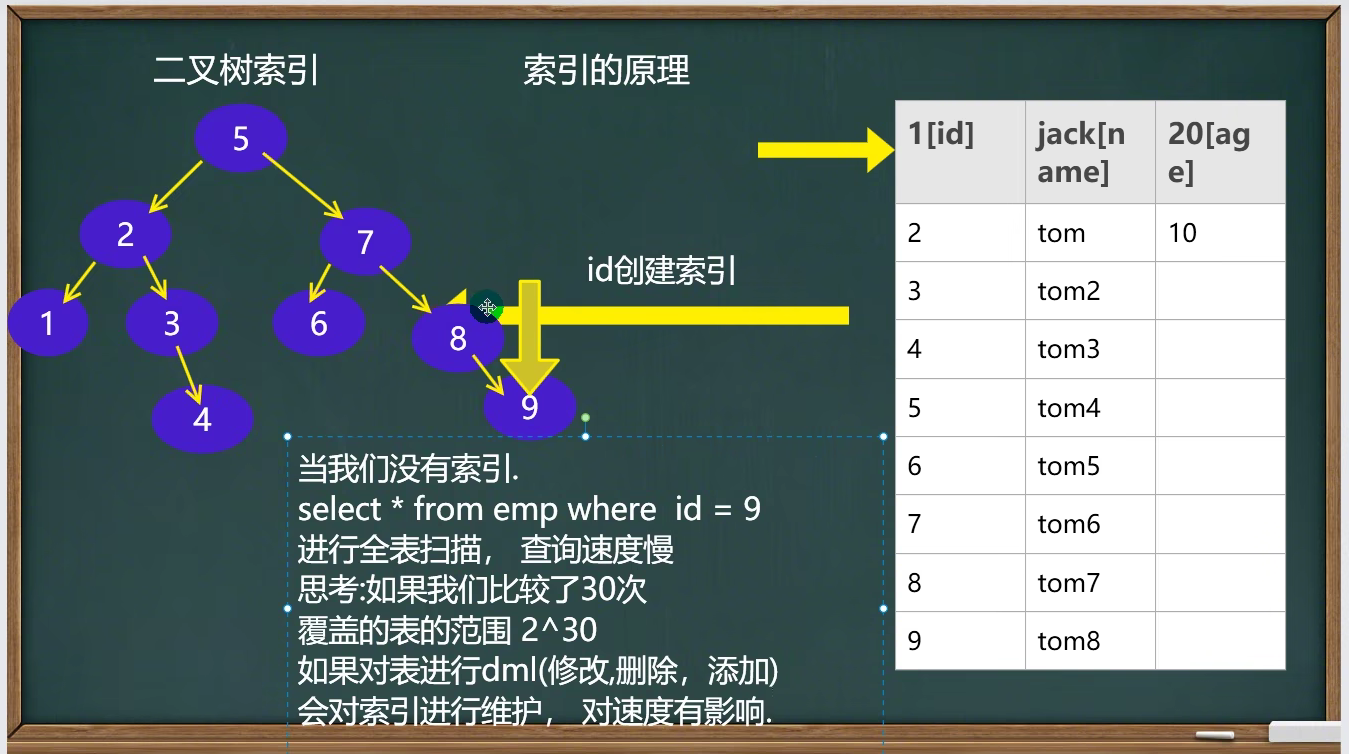 二叉树索引
索引的原理
5
2
7
1
3
6
8
4
9
id创建索引
当我们没有索引.
select * from emp where id = 9
进行全表扫描， 查询速度慢
思考:如果我们比较了30次
覆盖的表的范围 2^30
如果对表进行dml(修改,删除，添加)
会对索引进行维护， 对速度有影响.
1[id] jack[n 20[ag
ame] e]
2 tom 10
3 tom2
4 tom3
5 tom4
6 tom5
7 tom6
8 tom7
9 tom8